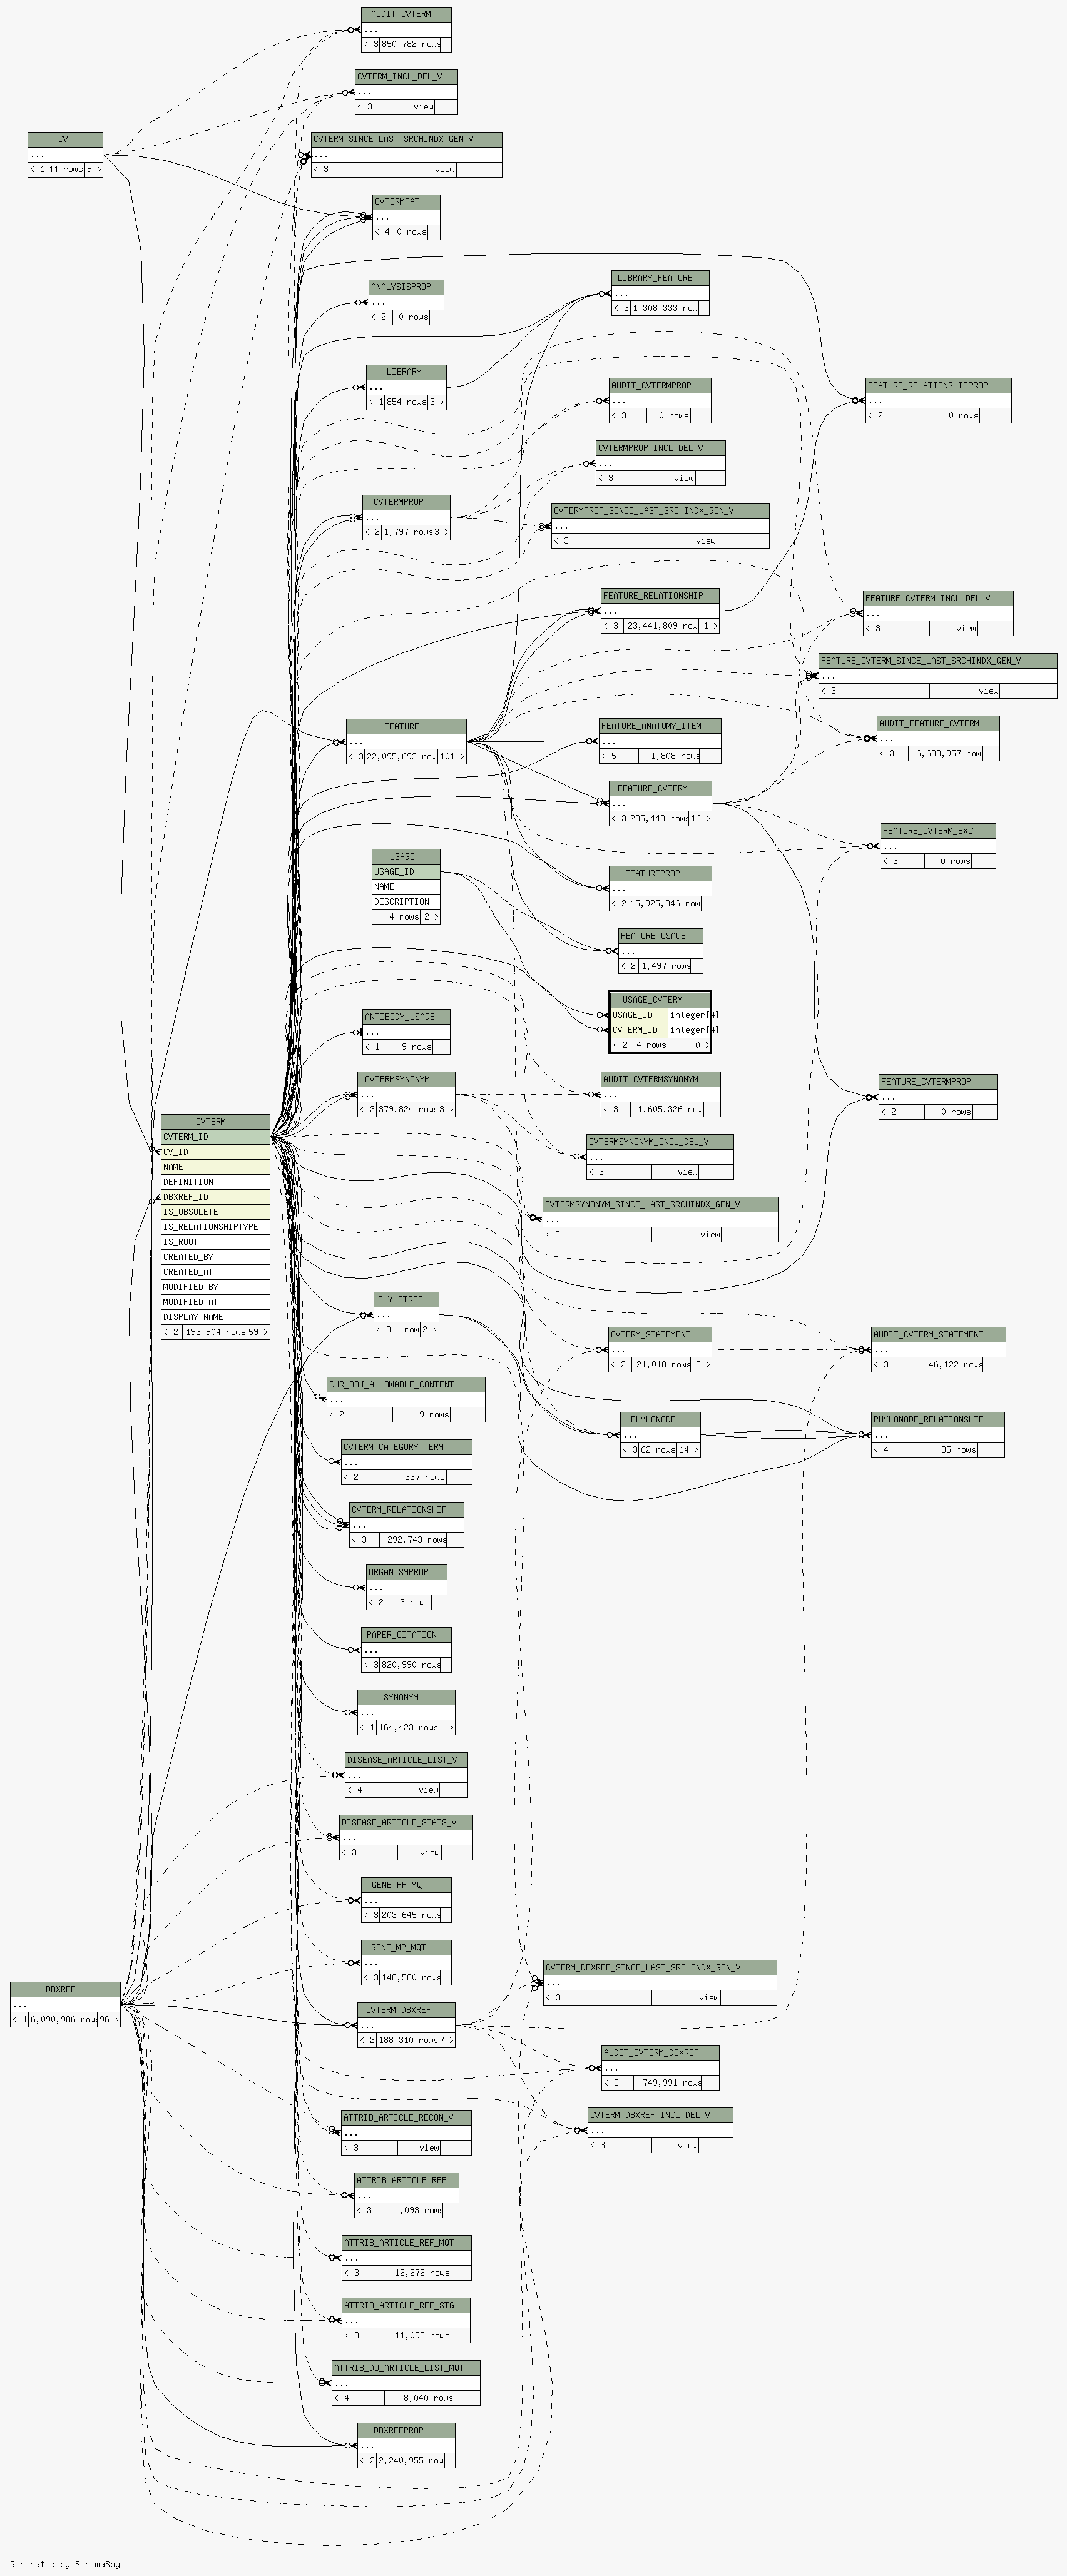 AUDIT_CVTERM
...
< 3 850,782 rows
CVTERM_INCL_DEL_V
...
< 3 view
CV
...
< 1 44 rows 9 >
CVTERM_SINCE_LAST_SRCHINDX_GEN_V
...
< 3 view
CVTERMPATH
...
< 4 0 rows
LIBRARY_FEATURE
...
< 3 1,308,333 row
ANALYSISPROP
...
< 2 0 rows
LIBRARY
...
< 1 854 rows 3 >
AUDIT_CVTERMPROP
...
< 3 0 rows
FEATURE_RELATIONSHIPPROP
...
< 2 0 rows
CVTERMPROP_INCL_DEL_V
...
< 3 view
CVTERMPROP
...
< 2 1,797 rows 3 >
CVTERMPROP_SINCE_LAST_SRCHINDX_GEN_V
...
< 3 view
FEATURE_RELATIONSHIP
...
< 3 23,441,809 row 1 >
FEATURE_CVTERM_INCL_DEL_V
...
< 3 view
FEATURE_CVTERM_SINCE_LAST_SRCHINDX_GEN_V
...
< 3 view
FEATURE
...
< 3 22,095,693 row 101 >
FEATURE_ANATOMY_ITEM
...
< 5 1,808 rows
AUDIT_FEATURE_CVTERM
...
< 3 6,638,957 row
FEATURE_CVTERM
...
< 3 285,443 rows 16 >
FEATURE_CVTERM_EXC
...
< 3 0 rows
USAGE
USAGE_ID
NAME
DESCRIPTION
4 rows 2 >
FEATUREPROP
...
< 2 15,925,846 row
FEATURE_USAGE
...
< 2 1,497 rows
USAGE_CVTERM
USAGE_ID integer[4]
CVTERM_ID integer[4]
< 2 4 rows 0 >
ANTIBODY_USAGE
...
< 1 9 rows
CVTERMSYNONYM
...
< 3 379,824 rows 3 >
AUDIT_CVTERMSYNONYM
...
< 3 1,605,326 row
FEATURE_CVTERMPROP
...
< 2 0 rows
CVTERM
CVTERM_ID
CV_ID
NAME
DEFINITION
DBXREF_ID
IS_OBSOLETE
IS_RELATIONSHIPTYPE
IS_ROOT
CREATED_BY
CREATED_AT
MODIFIED_BY
MODIFIED_AT
DISPLAY_NAME
< 2 193,904 rows 59 >
CVTERMSYNONYM_INCL_DEL_V
...
< 3 view
CVTERMSYNONYM_SINCE_LAST_SRCHINDX_GEN_V
...
< 3 view
PHYLOTREE
...
< 3 1 row 2 >
CVTERM_STATEMENT
...
< 2 21,018 rows 3 >
AUDIT_CVTERM_STATEMENT
...
< 3 46,122 rows
CUR_OBJ_ALLOWABLE_CONTENT
...
< 2 9 rows
PHYLONODE
...
< 3 62 rows 14 >
PHYLONODE_RELATIONSHIP
...
< 4 35 rows
CVTERM_CATEGORY_TERM
...
< 2 227 rows
CVTERM_RELATIONSHIP
...
< 3 292,743 rows
ORGANISMPROP
...
< 2 2 rows
PAPER_CITATION
...
< 3 820,990 rows
SYNONYM
...
< 1 164,423 rows 1 >
DISEASE_ARTICLE_LIST_V
...
< 4 view
DISEASE_ARTICLE_STATS_V
...
< 3 view
GENE_HP_MQT
...
< 3 203,645 rows
GENE_MP_MQT
...
< 3 148,580 rows
CVTERM_DBXREF_SINCE_LAST_SRCHINDX_GEN_V
...
< 3 view
DBXREF
...
< 1 6,090,986 rows 96 >
CVTERM_DBXREF
...
< 2 188,310 rows 7 >
AUDIT_CVTERM_DBXREF
...
< 3 749,991 rows
CVTERM_DBXREF_INCL_DEL_V
...
< 3 view
ATTRIB_ARTICLE_RECON_V
...
< 3 view
ATTRIB_ARTICLE_REF
...
< 3 11,093 rows
ATTRIB_ARTICLE_REF_MQT
...
< 3 12,272 rows
ATTRIB_ARTICLE_REF_STG
...
< 3 11,093 rows
ATTRIB_DO_ARTICLE_LIST_MQT
...
< 4 8,040 rows
DBXREFPROP
...
< 2 2,240,955 row
Generated by SchemaSpy